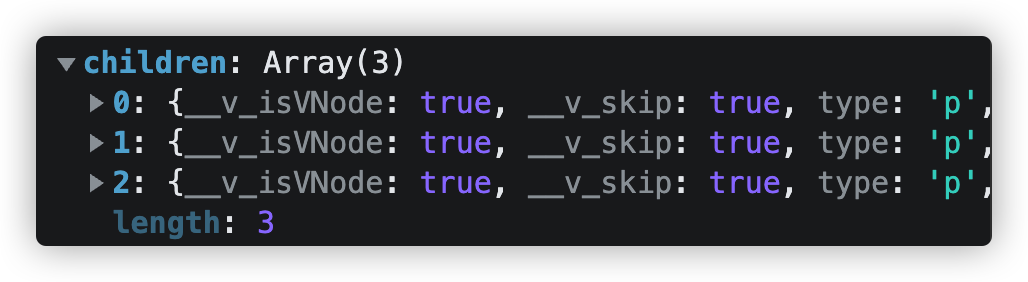 children: Array(3)
0: {__v_isVNode: true, __v_skip: true, type: 'p',
1: {__v_isVNode: true, __v_skip: true, type: 'p',
2: {__v_isVNode: true, __v_skip: true, type: 'p',
length: 3